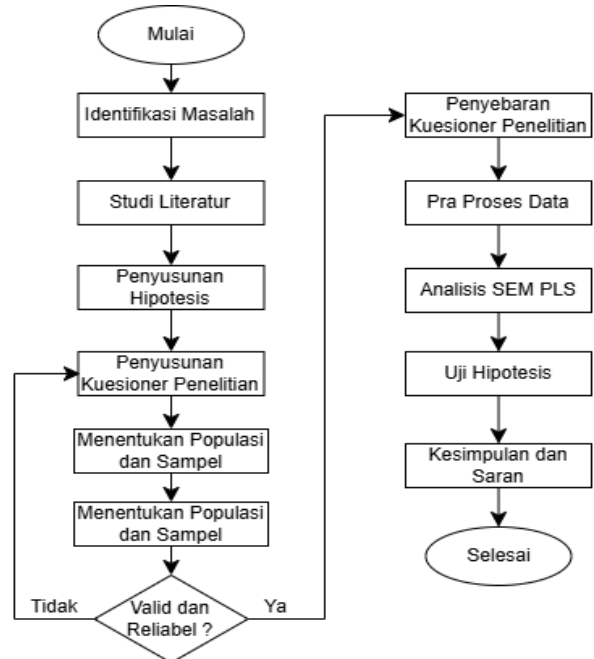 Mulai
Identifikasi Masalah
Studi Literatur
Penyusunan
Hipotesis
Penyusunan
Kuesioner Penelitian
Menentukan Populasi
dan Sampel
Menentukan Populasi
dan Sampel
Valid dan
Reliabel ?
Tidak
Ya
Penyebaran
Kuesioner Penelitian
Pra Proses Data
Analisis SEM PLS
Uji Hipotesis
Kesimpulan dan
Saran
Selesai